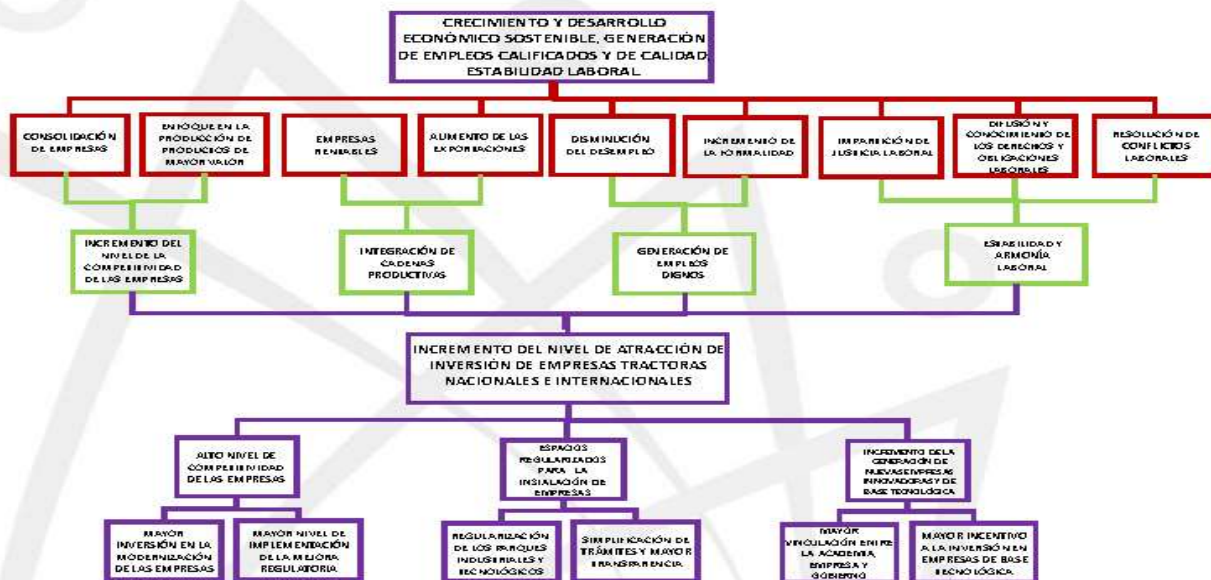 CRECIMIENTO Y DESARROLLO
ECONÓMICO SOSTENIBLE, GENERACIÓN
DE EMPLEOS CALIFICADOS Y DE CALIDAD,
ESTABILIDAD LABORAL
CONSOLIDACIÓN
DE EMPRESAS
ENFOQUE EN LA
PRODUCCIÓN DE
PRODUCTOS DE
MAYOR VALOR
EMPRESAS
RENTABLES
AUMENTO DE LAS
EXPORTACIONES
DISMINUCIÓN
DEL DESEMPLEO
INCREMENTO DE
LA FORMALIDAD
IMPARTICIÓN DE
JUSTICIA LABORAL
DIFUSIÓN Y
CONOCIMIENTO DE
LOS DERECHOS Y
OBLIGACIONES
LABORALES
RESOLUCIÓN DE
CONFLICTOS
LABORALES
INCREMENTO DEL
NIVEL DE LA
COMPETITIVIDAD
DE LAS EMPRESAS
INTEGRACIÓN DE
CADENAS
PRODUCTIVAS
GENERACIÓN DE
EMPLEOS
DIGNOS
ESTABILIDAD Y
ARMONÍA
LABORAL
INCREMENTO DEL NIVEL DE ATRACCIÓN DE
INVERSIÓN DE EMPRESAS TRACTORAS
NACIONALES E INTERNACIONALES
ALTO NIVEL DE
COMPETITIVIDAD
DE LAS EMPRESAS
ESPACIOS
REGULARIZADOS
PARA LA
INSTALACIÓN DE
EMPRESAS
INCREMENTO DE LA
GENERACIÓN DE
NUEVAS EMPRESAS
INNOVADORAS Y DE
BASE TECNOLÓGICA
MAYOR
INVERSIÓN EN LA
MODERNIZACIÓN
DE LAS EMPRESAS
MAYOR NIVEL DE
IMPLEMENTACIÓN
DE LA MEJORA
REGULATORIA
REGULARIZACIÓN
DE LOS PARQUES
INDUSTRIALES Y
TECNOLÓGICOS
SIMPLIFICACIÓN DE
TRÁMITES Y MAYOR
TRANSPARENCIA
MAYOR
VINCULACIÓN ENTRE
LA ACADEMIA,
EMPRESA Y
GOBIERNO
MAYOR INCENTIVO
A LA INVERSIÓN EN
EMPRESAS DE BASE
TECNOLÓGICA